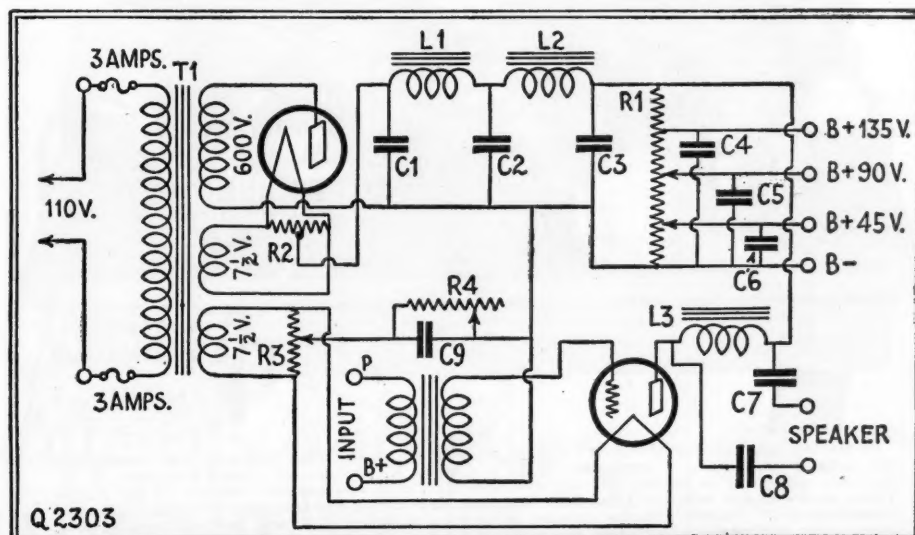 3 AMPS.
T1
110 V.
600 V.
7½ V.
7½ V.
3 AMPS.
R2
R3
L1
L2
C1
C2
C3
R1
C4
C5
C6
B+ 135 V.
B+ 90 V.
B+ 45 V.
B-
R4
C9
P
INPUT
B+
L3
C7
SPEAKER
C8
Q 2303